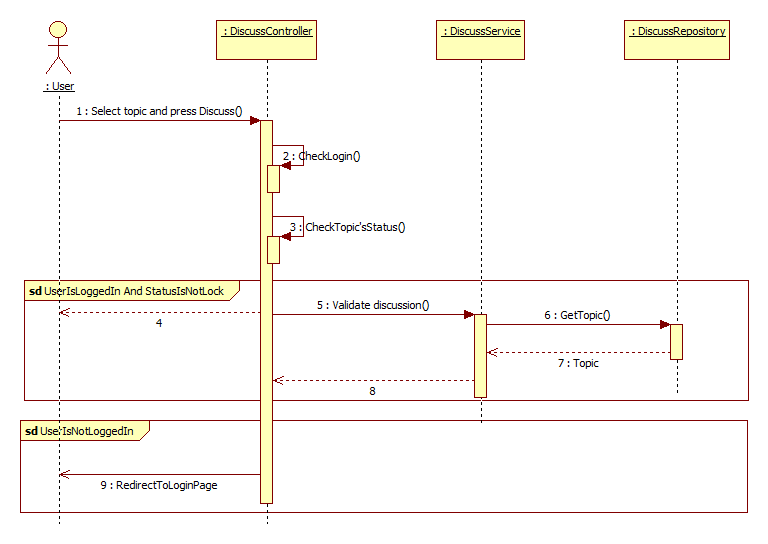 : DiscussController
: DiscussService
: DiscussRepository
: User
1 : Select topic and press Discuss()
2 : CheckLogin()
3 : CheckTopic'sStatus()
sd UserIsLoggedIn And StatusIsNotLock
5 : Validate discussion()
6 : GetTopic()
4
7 : Topic
8
sd UserIsNotLoggedIn
9 : RedirectToLoginPage